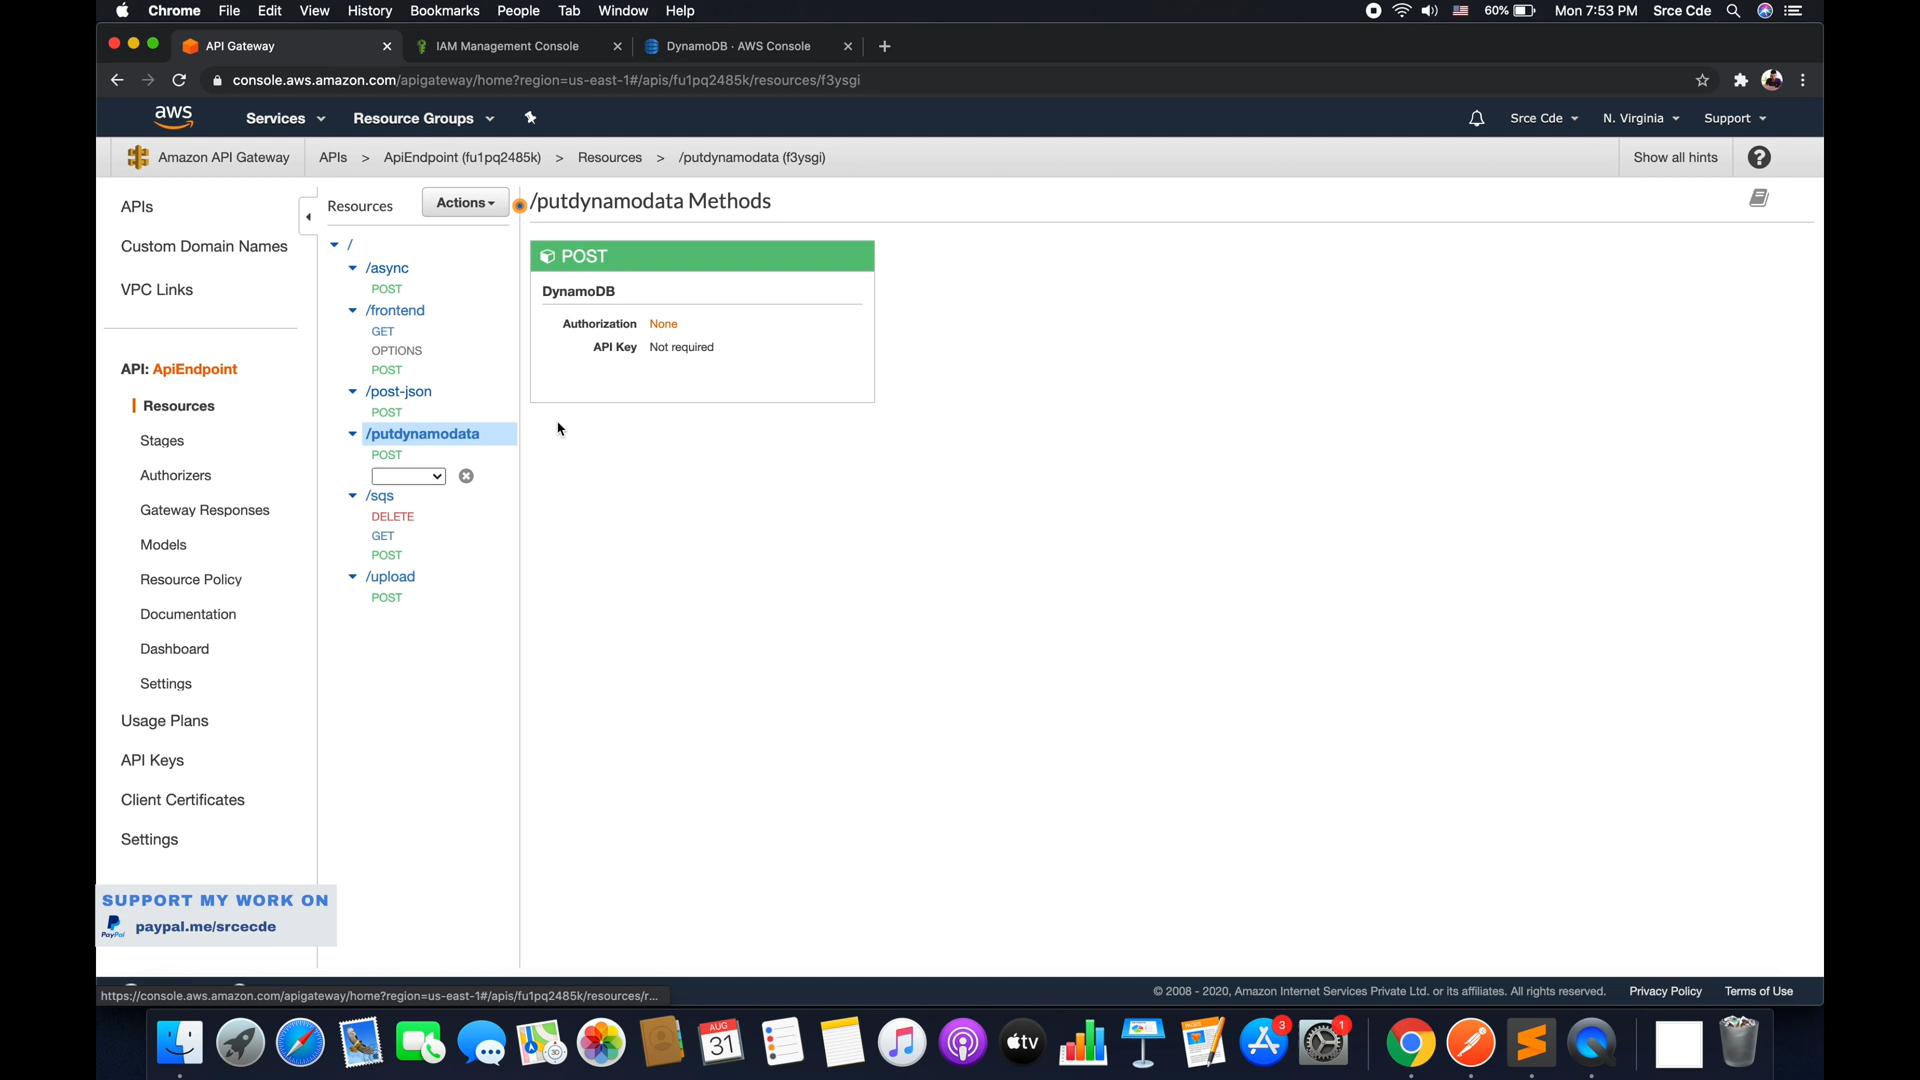 Chrome File Edit View History Bookmarks People Tab Window Help 60% Mon 7:53 PM Srce Cde
API Gateway IAM Management Console DynamoDB · AWS Console
console.aws.amazon.com/apigateway/home?region=us-east-1#/apis/fu1pq2485k/resources/f3ysgi
aws Services Resource Groups Srce Cde N. Virginia Support
Amazon API Gateway APIs > ApiEndpoint (fu1pq2485k) > Resources > /putdynamodata (f3ysgi) Show all hints ?
APIs
Custom Domain Names
VPC Links
API: ApiEndpoint
Resources
Stages
Authorizers
Gateway Responses
Models
Resource Policy
Documentation
Dashboard
Settings
Usage Plans
API Keys
Client Certificates
Settings
Resources Actions
/
/async
POST
/frontend
GET
OPTIONS
POST
/post-json
POST
/putdynamodata
POST
/sqs
DELETE
GET
POST
/upload
POST
/putdynamodata Methods
POST
DynamoDB
Authorization None
API Key Not required
SUPPORT MY WORK ON
PayPal paypal.me/srcecde
https://console.aws.amazon.com/apigateway/home?region=us-east-1#/apis/fu1pq2485k/resources/r...
© 2008 - 2020, Amazon Internet Services Private Ltd. or its affiliates. All rights reserved. Privacy Policy Terms of Use
AUG
31
3D
tv
3
1